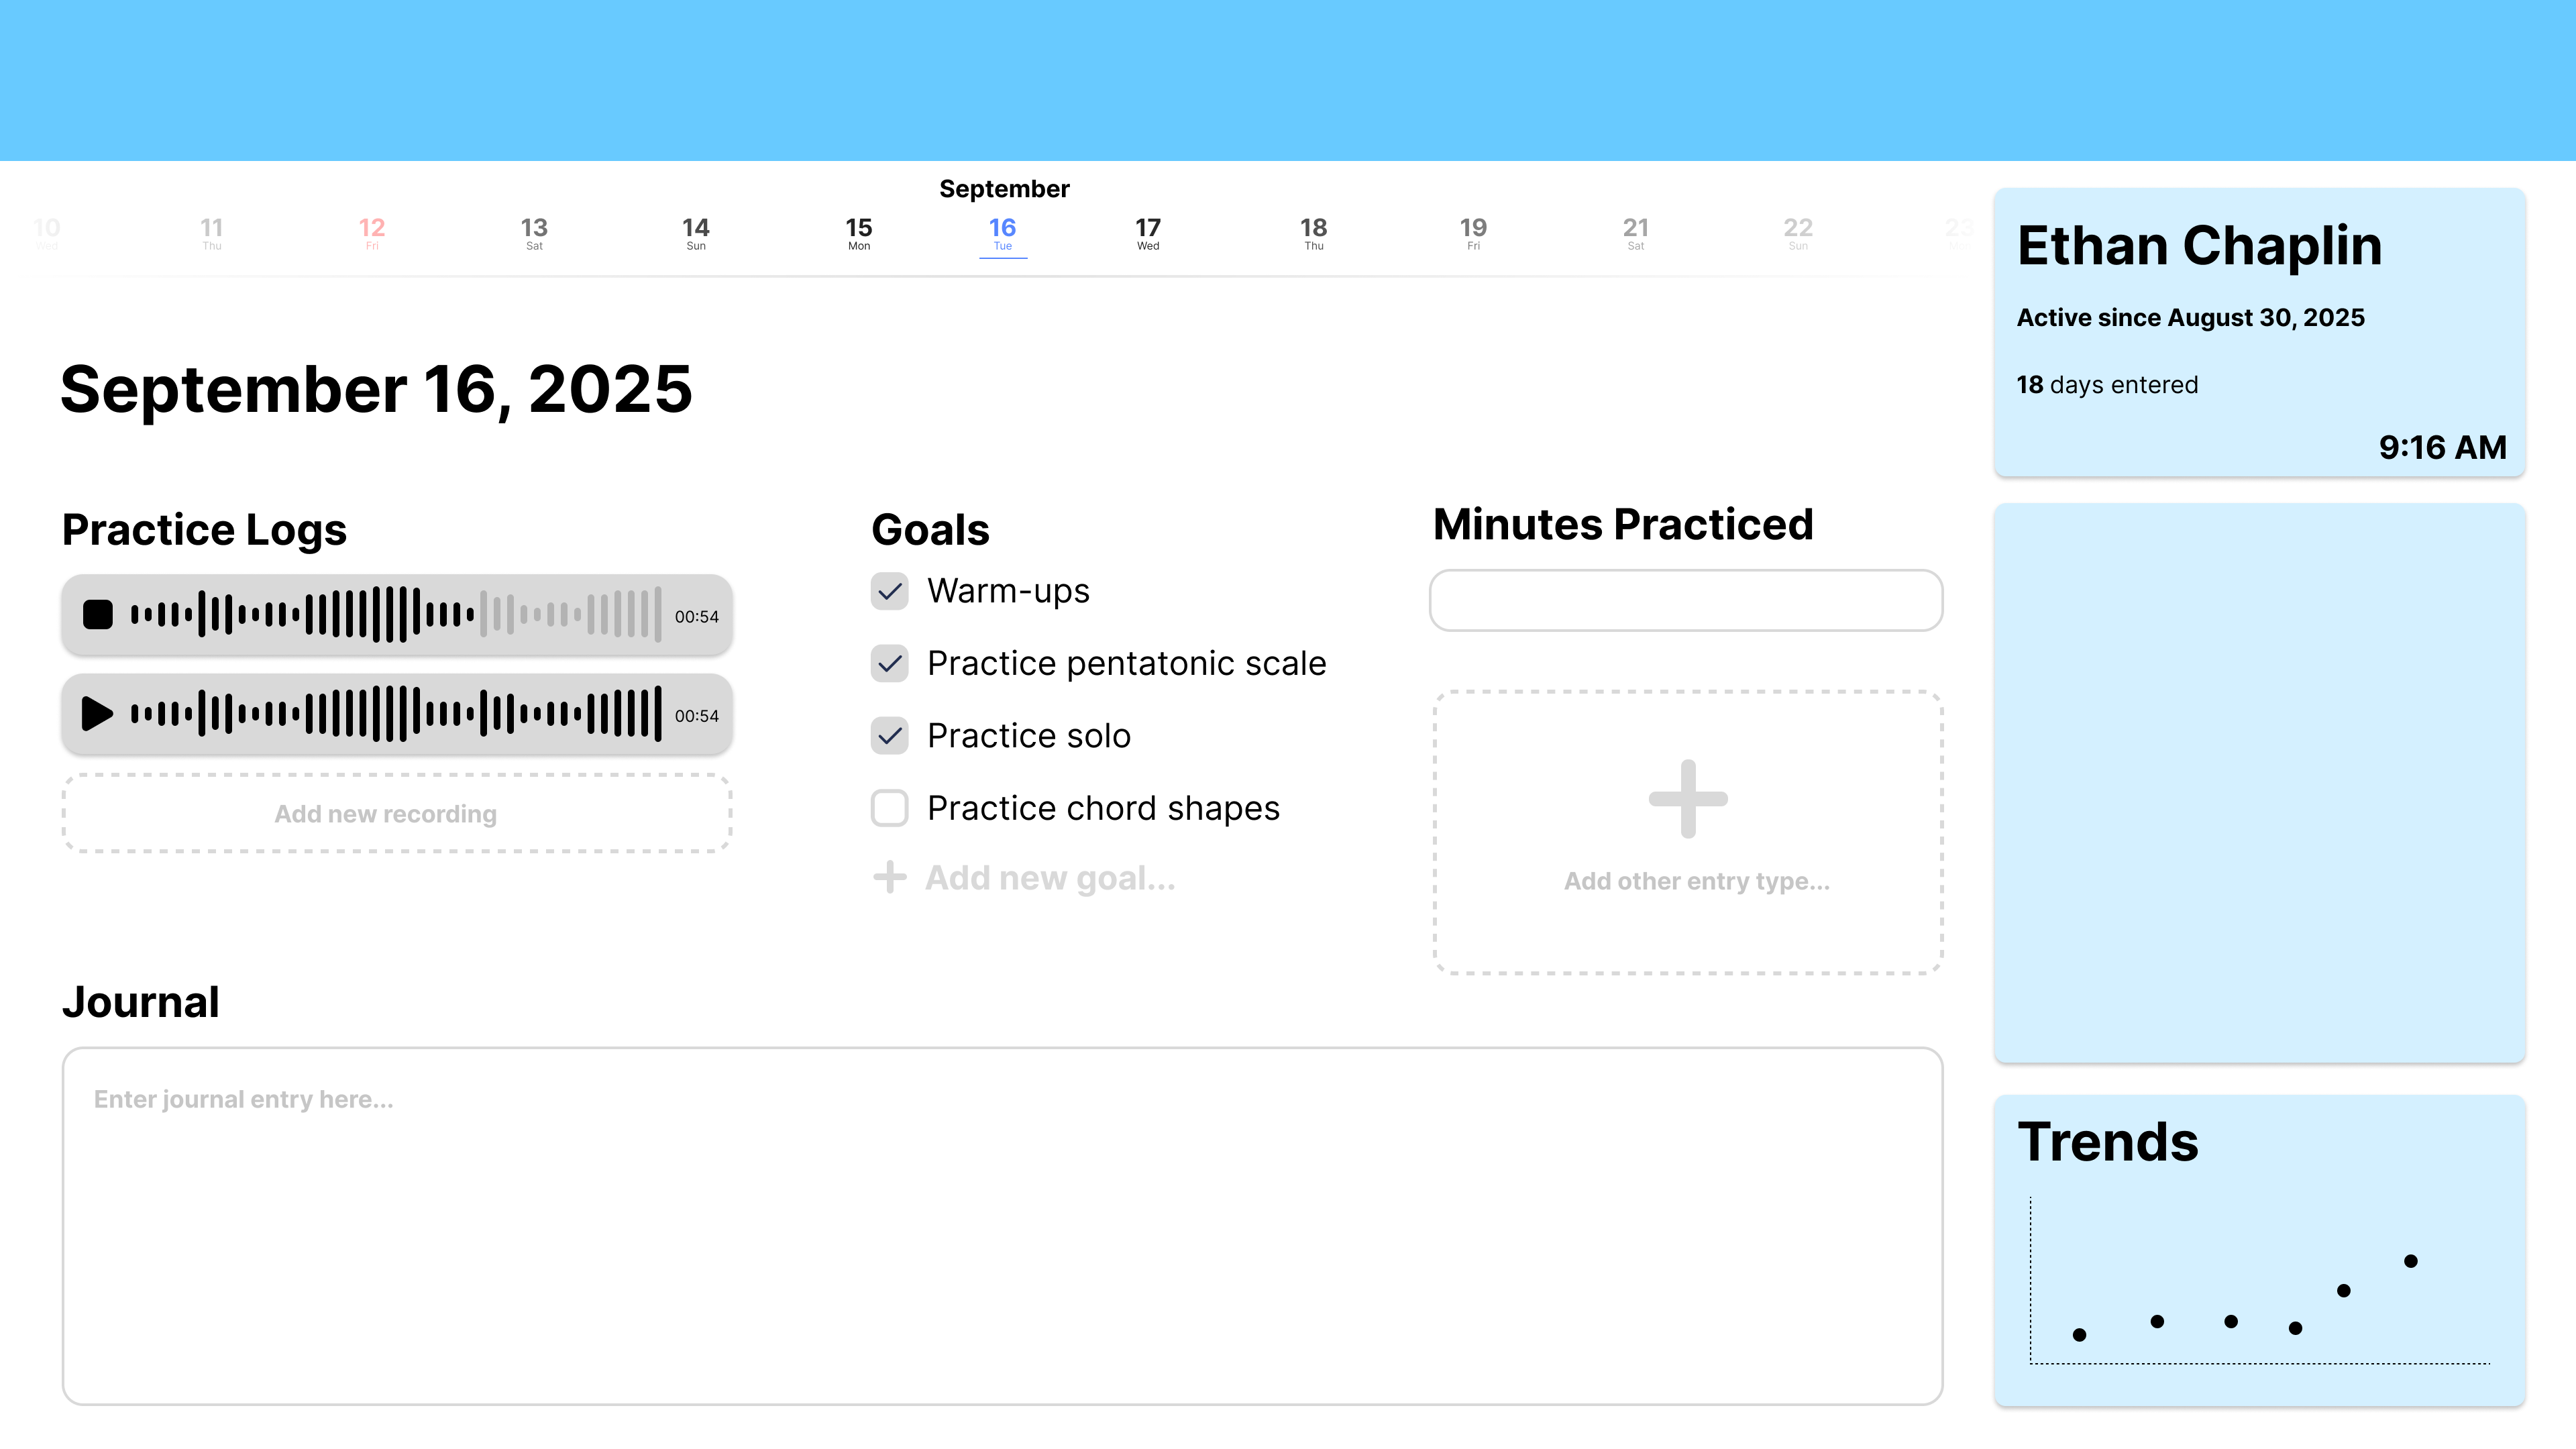 September
10 11 12 13 14 15 16 17 18 19 21 22 23
Wed Thu Fri Sat Sun Mon Tue Wed Thu Fri Sat Sun Mon
Ethan Chaplin
Active since August 30, 2025
18 days entered
9:16 AM
September 16, 2025
Practice Logs
00:54
00:54
Add new recording
Goals
Warm-ups
Practice pentatonic scale
Practice solo
Practice chord shapes
Add new goal...
Minutes Practiced
Add other entry type...
Journal
Enter journal entry here...
Trends